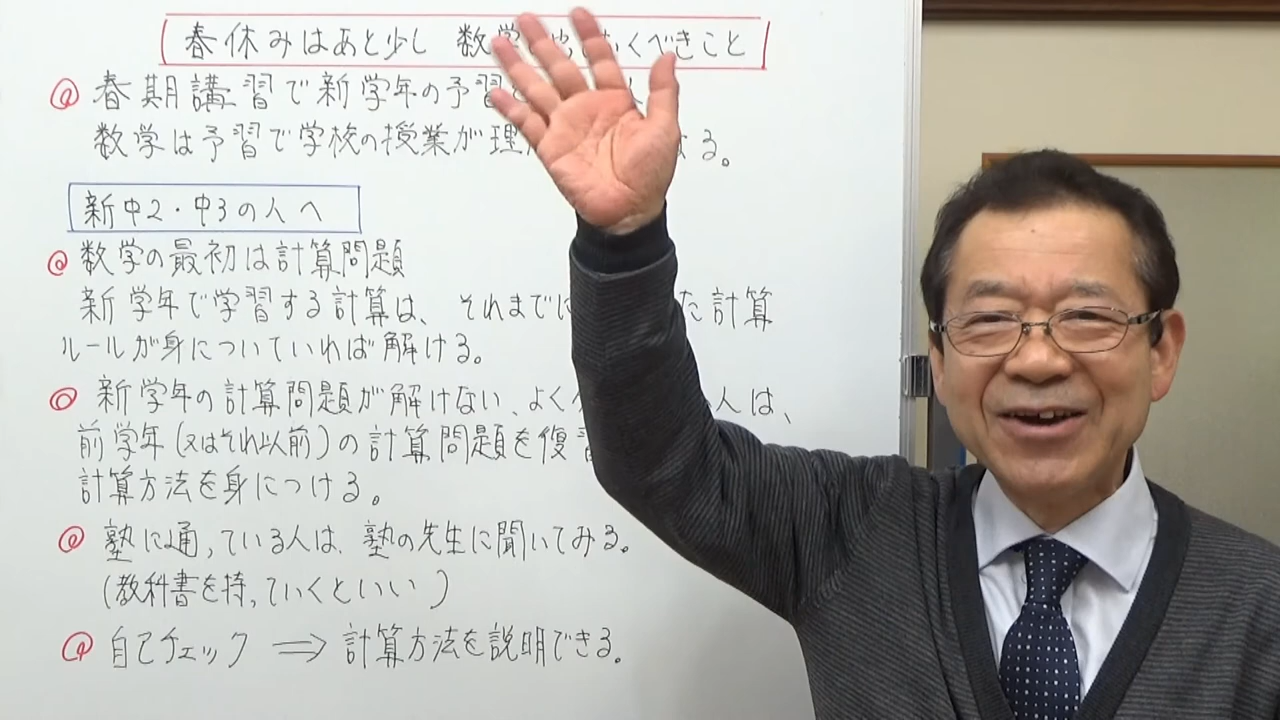 春休みはあと少し 数学 くべきこと
春期講習で新学年の予習
数学は予習で学校の授業が理 る。
新中2・中3の人へ
数学の最初は計算問題
新学年で学習する計算は、それまでに た計算
ルールが身についていれば解ける。
新学年の計算問題が解けない、よく 人は、
前学年(又はそれ以前)の計算問題を復習
計算方法を身につける。
塾に通っている人は、塾の先生に聞いてみる。
(教科書を持っていくといい)
自己チェック ⇒ 計算方法を説明できる。